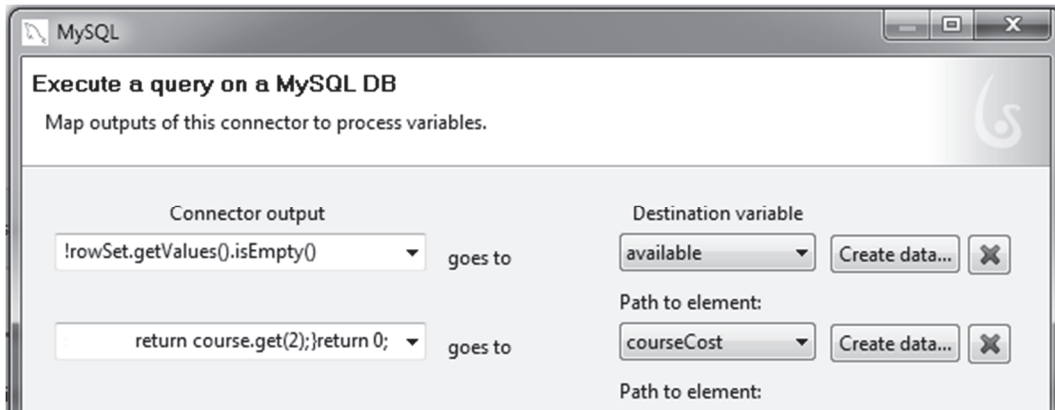 MySQL
Execute a query on a MySQL DB
Map outputs of this connector to process variables.
Connector output Destination variable
!rowSet.getValues().isEmpty() goes to available Create data...
Path to element:
return course.get(2);}return 0; goes to courseCost Create data...
Path to element: